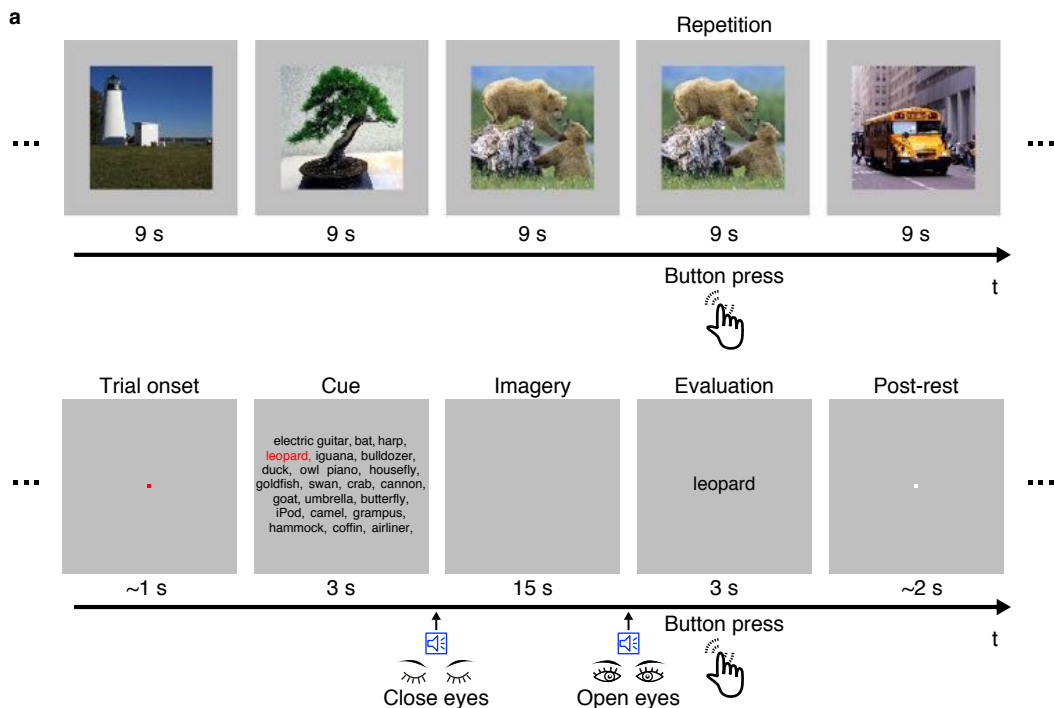 a
Repetition
9 s 9 s 9 s 9 s 9 s
Button press
t
Trial onset Cue Imagery Evaluation Post-rest
electric guitar, bat, harp,
leopard, iguana, bulldozer,
duck, owl piano, housefly,
goldfish, swan, crab, cannon,
goat, umbrella, butterfly,
iPod, camel, grampus,
hammock, coffin, airliner,
leopard
~1 s 3 s 15 s 3 s ~2 s
Button press
t
Close eyes Open eyes